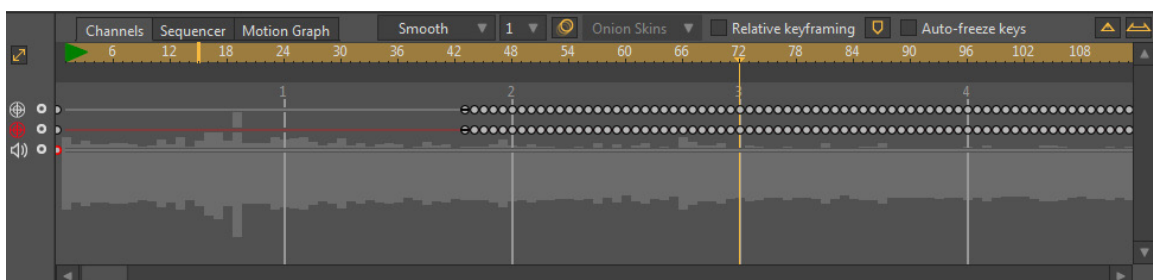 Channels Sequencer Motion Graph Smooth 1 Onion Skins Relative keyframing Auto-freeze keys
6 12 18 24 30 36 42 48 54 60 66 72 78 84 90 96 102 108
1 2 3 4